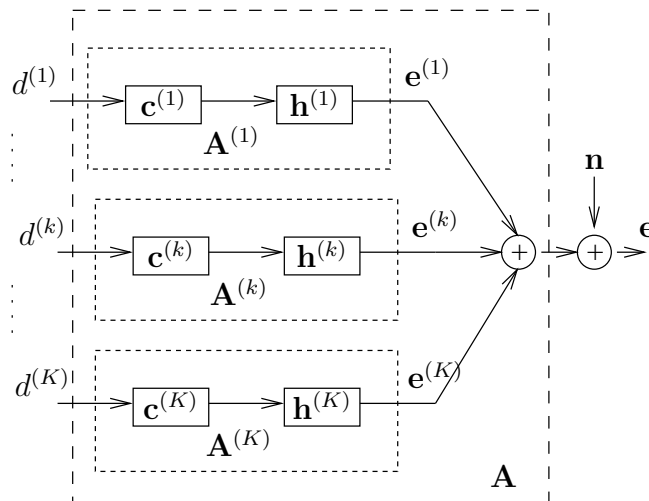 d^(1) c^(1) h^(1) e^(1)
A^(1)
n
d^(k) c^(k) h^(k) e^(k) + + e
A^(k)
d^(K) c^(K) h^(K) e^(K)
A^(K)
A